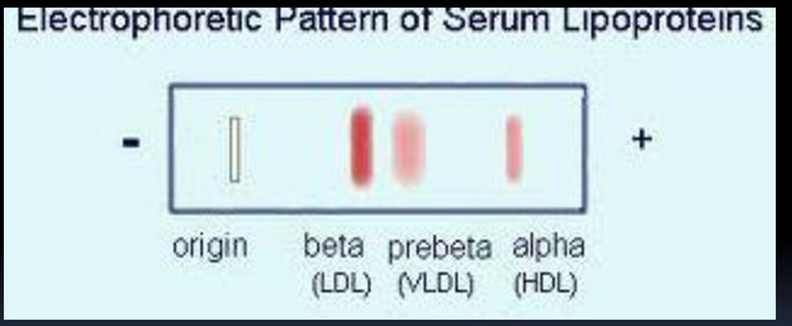 Electrophoretic Pattern of Serum Lipoproteins
- +
origin beta prebeta alpha
(LDL) (VLDL) (HDL)